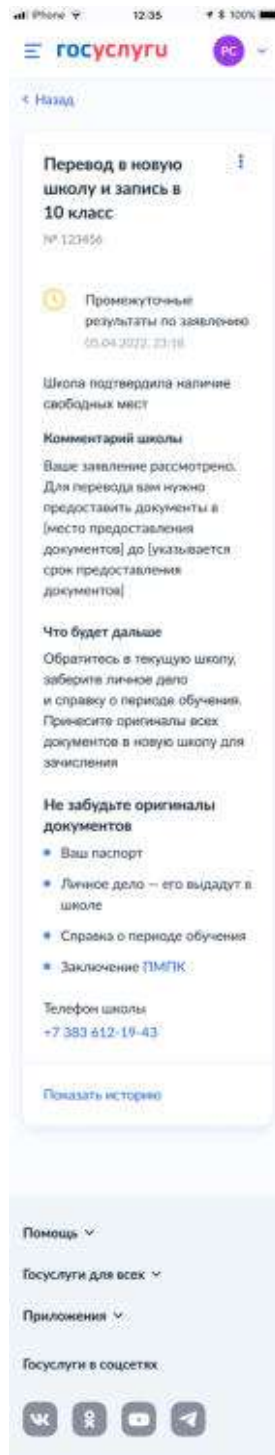 Phone 12:35 100%
госуслуги РС
Назад
Перевод в новую
школу и запись в
10 класс
№ 123456
Промежуточные
результаты по заявлению
05.04.2022, 23:18
Школа подтвердила наличие
свободных мест
Комментарий школы
Ваше заявление рассмотрено.
Для перевода вам нужно
предоставить документы в
[место предоставления
документов] до [указывается
срок предоставления
документов]
Что будет дальше
Обратитесь в текущую школу,
заберите личное дело
и справку о периоде обучения.
Принесите оригиналы всех
документов в новую школу для
зачисления
Не забудьте оригиналы
документов
Ваш паспорт
Личное дело — его выдадут в
школе
Справка о периоде обучения
Заключение ПМПК
Телефон школы
+7 383 612-19-43
Показать историю
Помощь
Госуслуги для всех
Приложения
Госуслуги в соцсетях